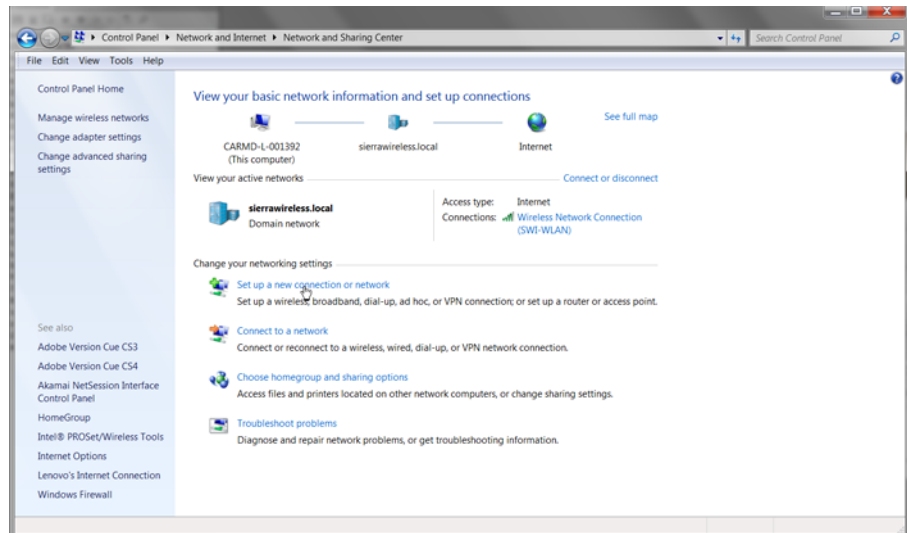 Control Panel ▸ Network and Internet ▸ Network and Sharing Center
Search Control Panel
File Edit View Tools Help
Control Panel Home
Manage wireless networks
Change adapter settings
Change advanced sharing
settings
See also
Adobe Version Cue CS3
Adobe Version Cue CS4
Akamai NetSession Interface
Control Panel
HomeGroup
Intel® PROSet/Wireless Tools
Internet Options
Lenovo's Internet Connection
Windows Firewall
View your basic network information and set up connections
See full map
CARMD-L-001392
(This computer)
sierrawireless.local
Internet
View your active networks
Connect or disconnect
sierrawireless.local
Domain network
Access type: Internet
Connections: Wireless Network Connection
(SWI-WLAN)
Change your networking settings
Set up a new connection or network
Set up a wireless, broadband, dial-up, ad hoc, or VPN connection; or set up a router or access point.
Connect to a network
Connect or reconnect to a wireless, wired, dial-up, or VPN network connection.
Choose homegroup and sharing options
Access files and printers located on other network computers, or change sharing settings.
Troubleshoot problems
Diagnose and repair network problems, or get troubleshooting information.